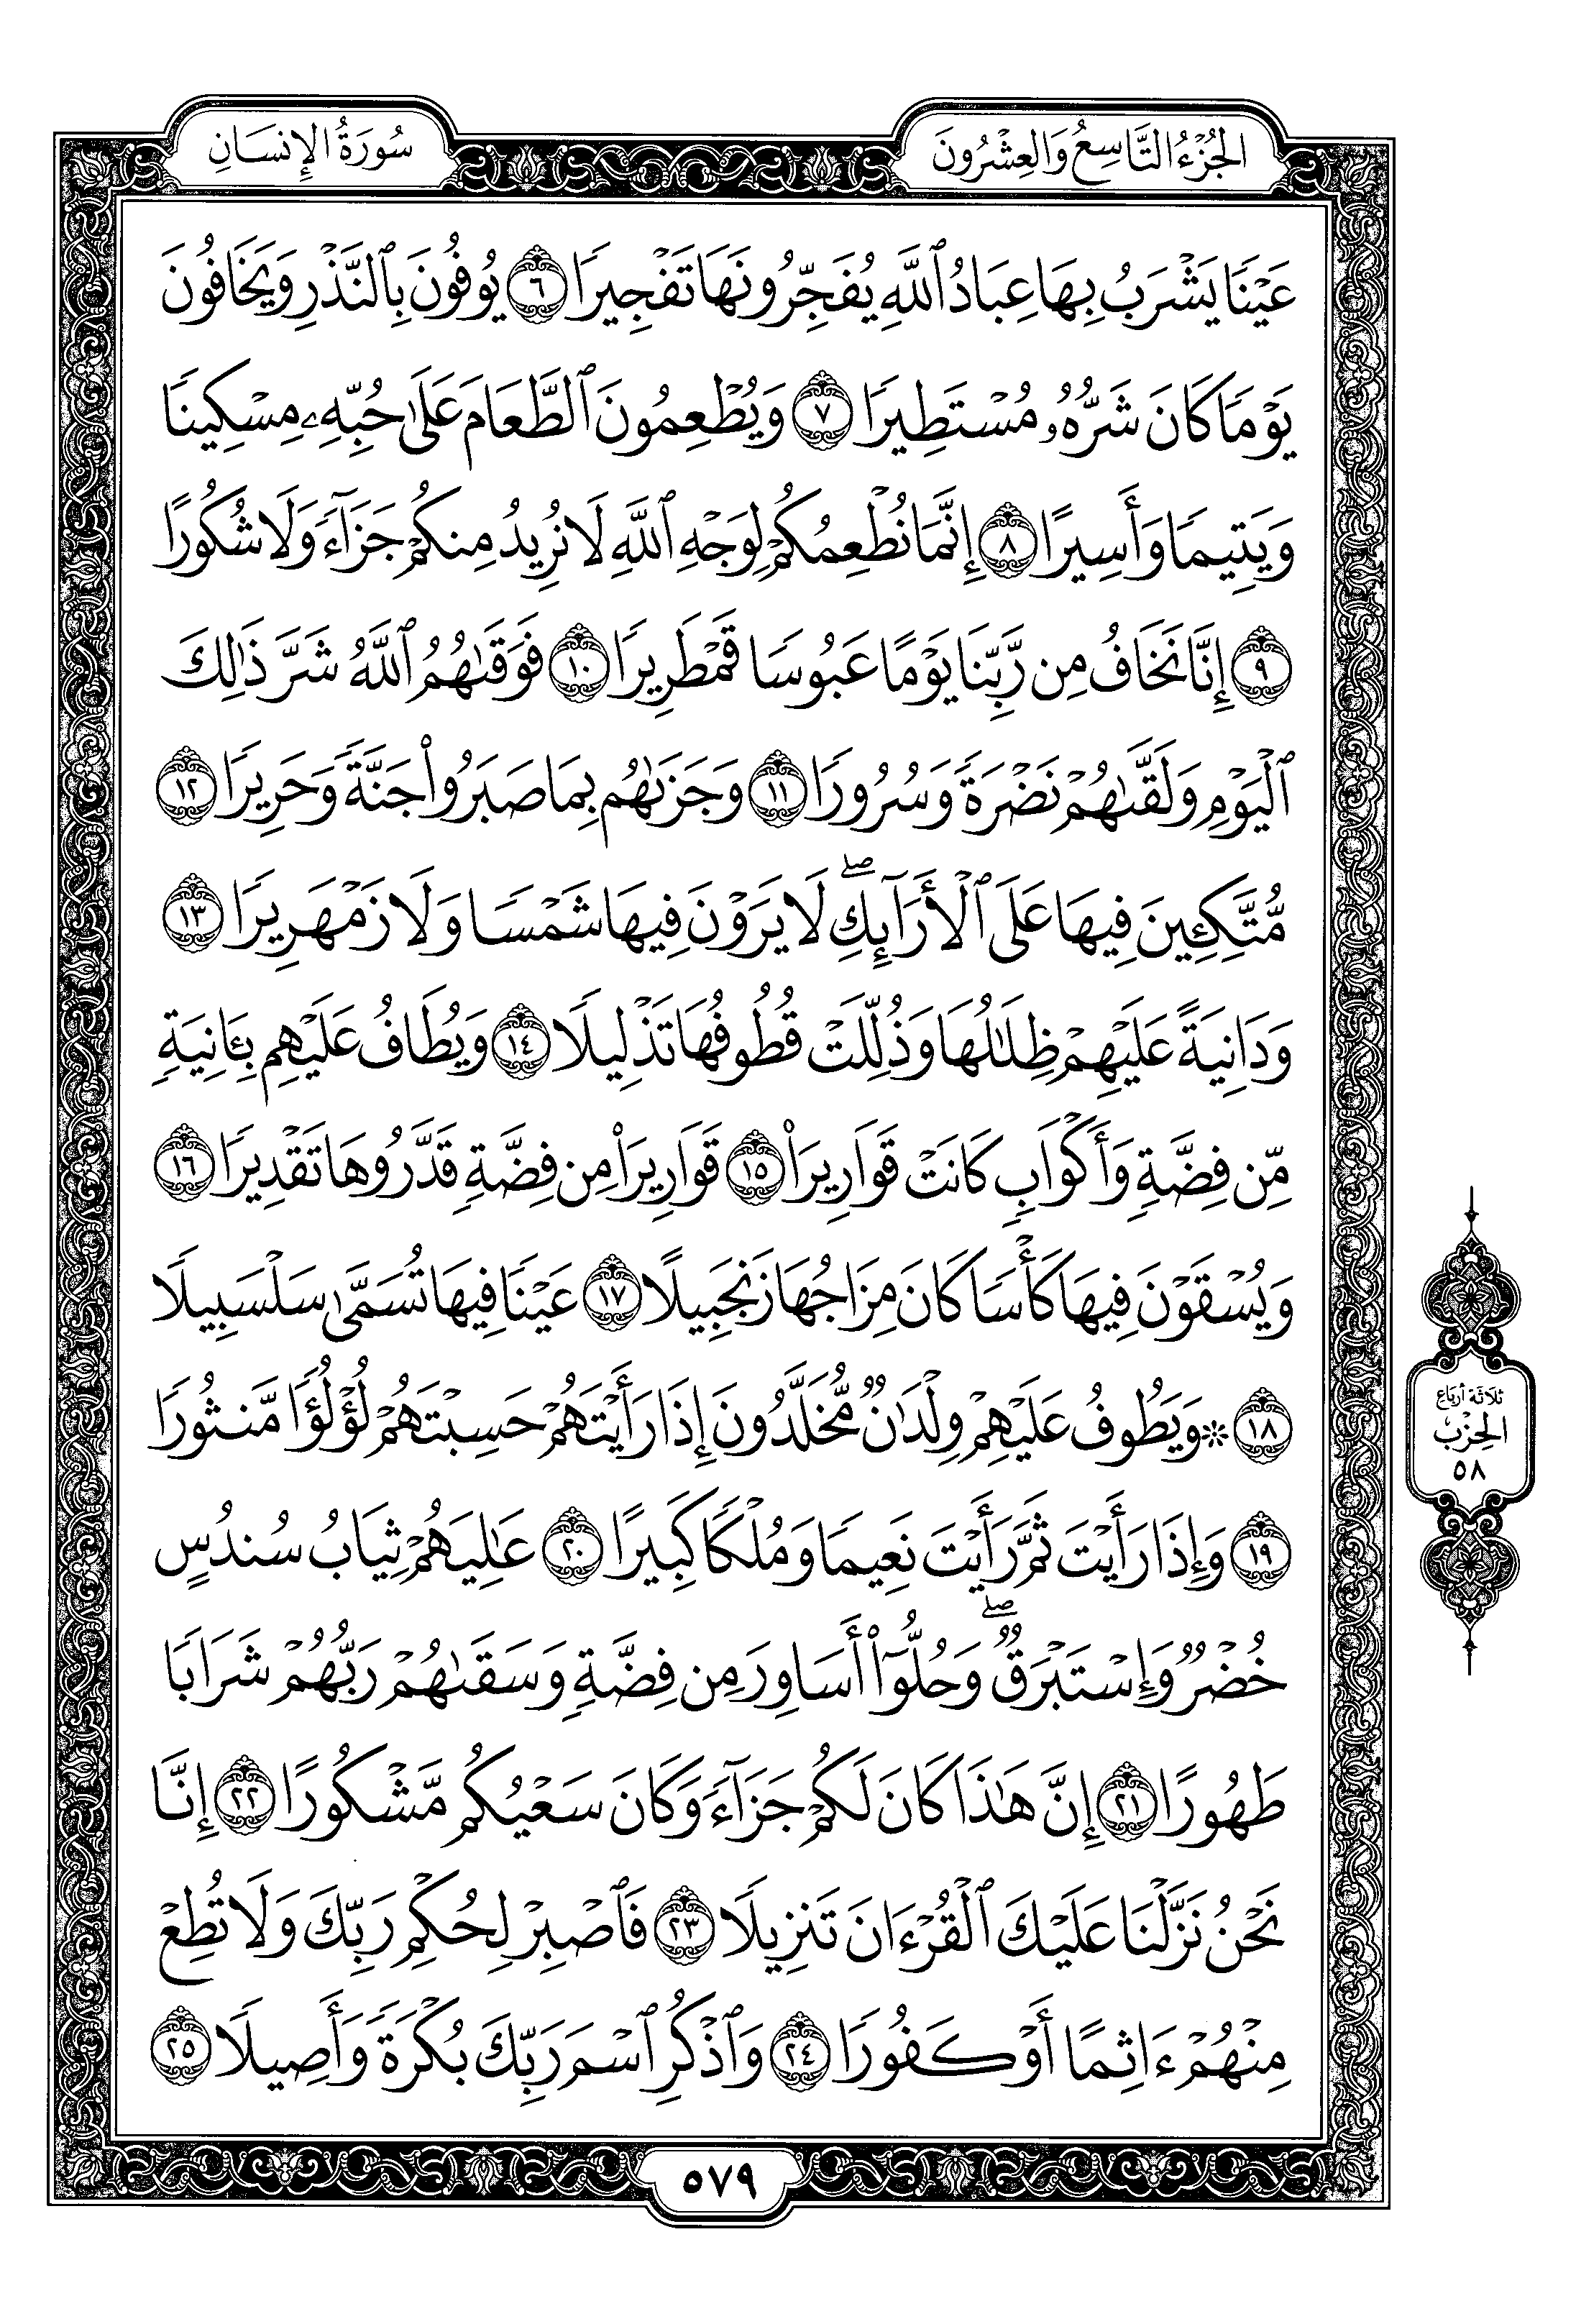 الجُزْءُ التَّاسِعُ وَالعِشْرُونَ
سُورَةُ الإِنسَانِ
عَيْنًا يَشْرَبُ بِهَا عِبَادُ ٱللَّهِ يُفَجِّرُونَهَا تَفْجِيرًا ٦ يُوفُونَ بِٱلنَّذْرِ وَيَخَافُونَ
يَوْمًا كَانَ شَرُّهُۥ مُسْتَطِيرًا ٧ وَيُطْعِمُونَ ٱلطَّعَامَ عَلَىٰ حُبِّهِۦ مِسْكِينًا
وَيَتِيمًا وَأَسِيرًا ٨ إِنَّمَا نُطْعِمُكُمْ لِوَجْهِ ٱللَّهِ لَا نُرِيدُ مِنكُمْ جَزَآءً وَلَا شُكُورًا
٩ إِنَّا نَخَافُ مِن رَّبِّنَا يَوْمًا عَبُوسًا قَمْطَرِيرًا ١٠ فَوَقَىٰهُمُ ٱللَّهُ شَرَّ ذَٰلِكَ
ٱلْيَوْمِ وَلَقَّىٰهُمْ نَضْرَةً وَسُرُورًا ١١ وَجَزَىٰهُم بِمَا صَبَرُوا۟ جَنَّةً وَحَرِيرًا ١٢
مُّتَّكِـِٔينَ فِيهَا عَلَى ٱلْأَرَآئِكِ ۖ لَا يَرَوْنَ فِيهَا شَمْسًا وَلَا زَمْهَرِيرًا ١٣
وَدَانِيَةً عَلَيْهِمْ ظِلَـٰلُهَا وَذُلِّلَتْ قُطُوفُهَا تَذْلِيلًا ١٤ وَيُطَافُ عَلَيْهِم بِـَٔانِيَةٍ
مِّن فِضَّةٍ وَأَكْوَابٍ كَانَتْ قَوَارِيرَا۠ ١٥ قَوَارِيرَا۟ مِن فِضَّةٍ قَدَّرُوهَا تَقْدِيرًا ١٦
وَيُسْقَوْنَ فِيهَا كَأْسًا كَانَ مِزَاجُهَا زَنجَبِيلًا ١٧ عَيْنًا فِيهَا تُسَمَّىٰ سَلْسَبِيلًا
١٨ ۞ وَيَطُوفُ عَلَيْهِمْ وِلْدَٰنٌ مُّخَلَّدُونَ إِذَا رَأَيْتَهُمْ حَسِبْتَهُمْ لُؤْلُؤًا مَّنثُورًا
١٩ وَإِذَا رَأَيْتَ ثَمَّ رَأَيْتَ نَعِيمًا وَمُلْكًا كَبِيرًا ٢٠ عَـٰلِيَهُمْ ثِيَابُ سُندُسٍ
خُضْرٌ وَإِسْتَبْرَقٌ ۖ وَحُلُّوٓا۟ أَسَاوِرَ مِن فِضَّةٍ وَسَقَىٰهُمْ رَبُّهُمْ شَرَابًا
طَهُورًا ٢١ إِنَّ هَـٰذَا كَانَ لَكُمْ جَزَآءً وَكَانَ سَعْيُكُم مَّشْكُورًا ٢٢ إِنَّا
نَحْنُ نَزَّلْنَا عَلَيْكَ ٱلْقُرْءَانَ تَنزِيلًا ٢٣ فَٱصْبِرْ لِحُكْمِ رَبِّكَ وَلَا تُطِعْ
مِنْهُمْ ءَاثِمًا أَوْ كَفُورًا ٢٤ وَٱذْكُرِ ٱسْمَ رَبِّكَ بُكْرَةً وَأَصِيلًا ٢٥
ثَلَاثَة أَرْبَاع
الحِزْب
٥٨
٥٧٩